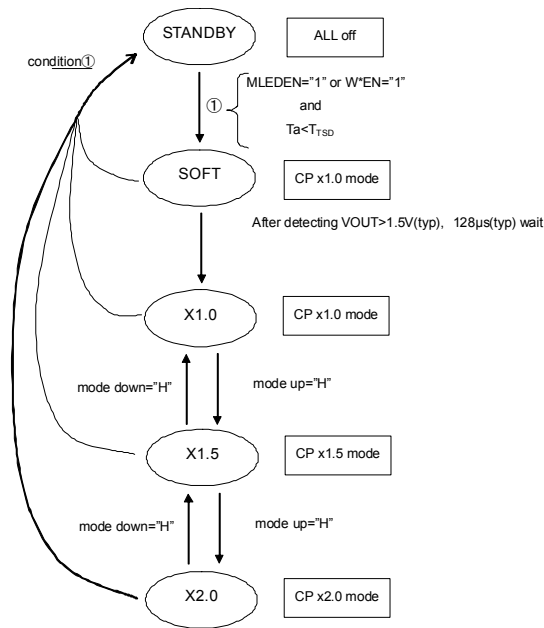 STANDBY
ALL off
condition①
①
MLEDEN="1" or W*EN="1"
and
Ta<TTSD
SOFT
CP x1.0 mode
After detecting VOUT>1.5V(typp), 128μs(typ) wait
X1.0
CP x1.0 mode
mode down="H"
mode up="H"
X1.5
CP x1.5 mode
mode down="H"
mode up="H"
X2.0
CP x2.0 mode